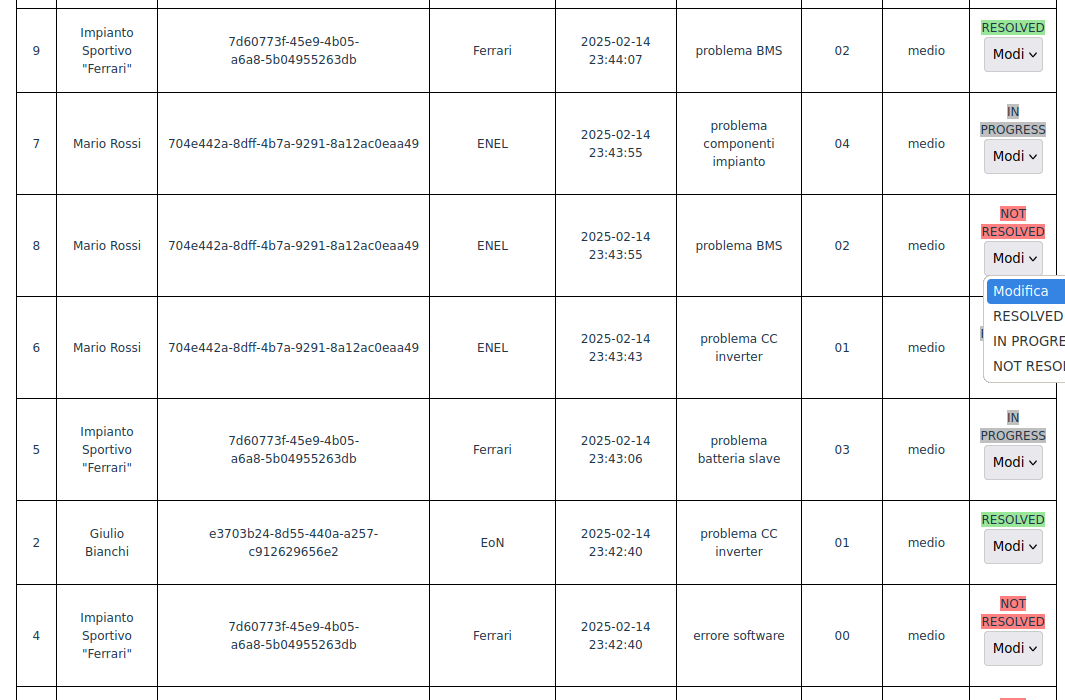 9
Impianto
Sportivo
"Ferrari"
7d60773f-45e9-4b05-
a6a8-5b04955263db
Ferrari
2025-02-14
23:44:07
problema BMS
02
medio
RESOLVED
Modi
7
Mario Rossi
704e442a-8dff-4b7a-9291-8a12ac0eaa49
ENEL
2025-02-14
23:43:55
problema
componenti
impianto
04
medio
IN
PROGRESS
Modi
8
Mario Rossi
704e442a-8dff-4b7a-9291-8a12ac0eaa49
ENEL
2025-02-14
23:43:55
problema BMS
02
medio
NOT
RESOLVED
Modi
Modifica
RESOLVED
IN PROGRE
NOT RESO
6
Mario Rossi
704e442a-8dff-4b7a-9291-8a12ac0eaa49
ENEL
2025-02-14
23:43:43
problema CC
inverter
01
medio
5
Impianto
Sportivo
"Ferrari"
7d60773f-45e9-4b05-
a6a8-5b04955263db
Ferrari
2025-02-14
23:43:06
problema
batteria slave
03
medio
IN
PROGRESS
Modi
2
Giulio
Bianchi
e3703b24-8d55-440a-a257-
c912629656e2
EoN
2025-02-14
23:42:40
problema CC
inverter
01
medio
RESOLVED
Modi
4
Impianto
Sportivo
"Ferrari"
7d60773f-45e9-4b05-
a6a8-5b04955263db
Ferrari
2025-02-14
23:42:40
errore software
00
medio
NOT
RESOLVED
Modi